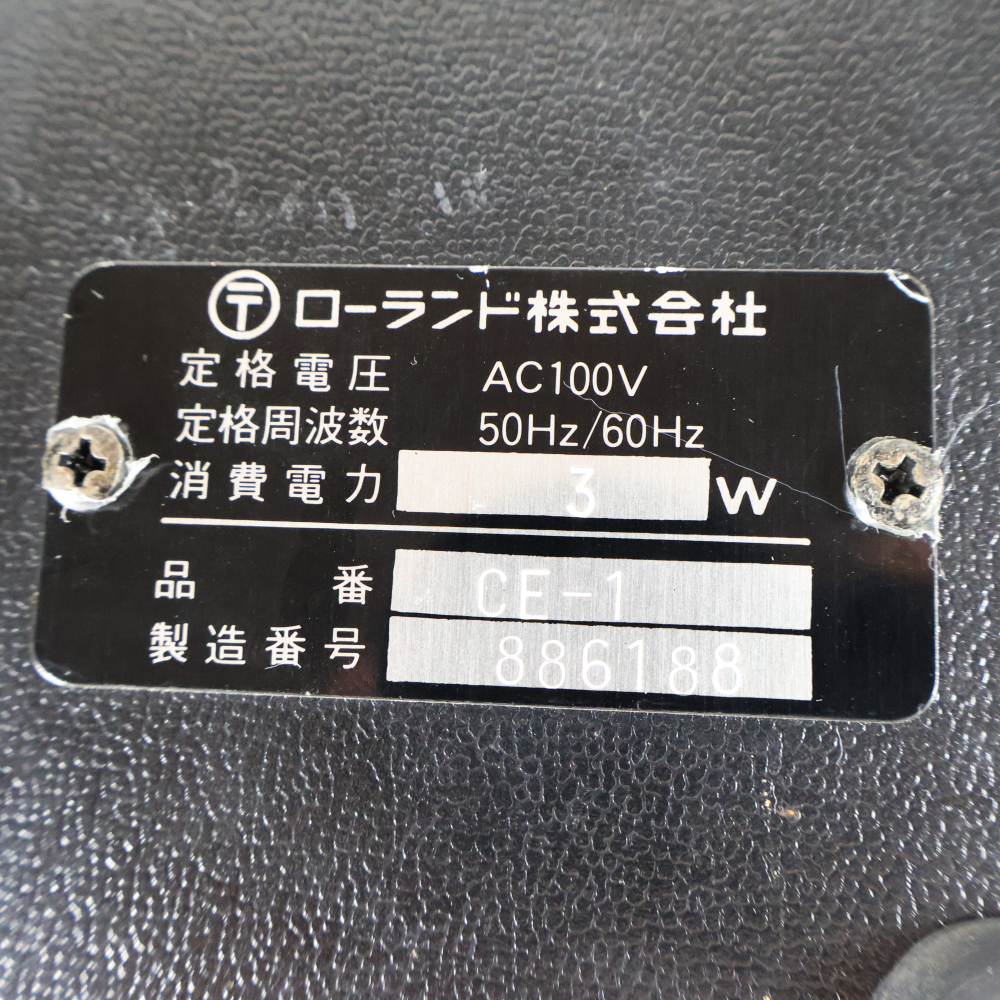 〒 ローランド株式会社
定格電圧 AC100V
定格周波数 50Hz/60Hz
消費電力 3 W
品番 CE-1
製造番号 886188